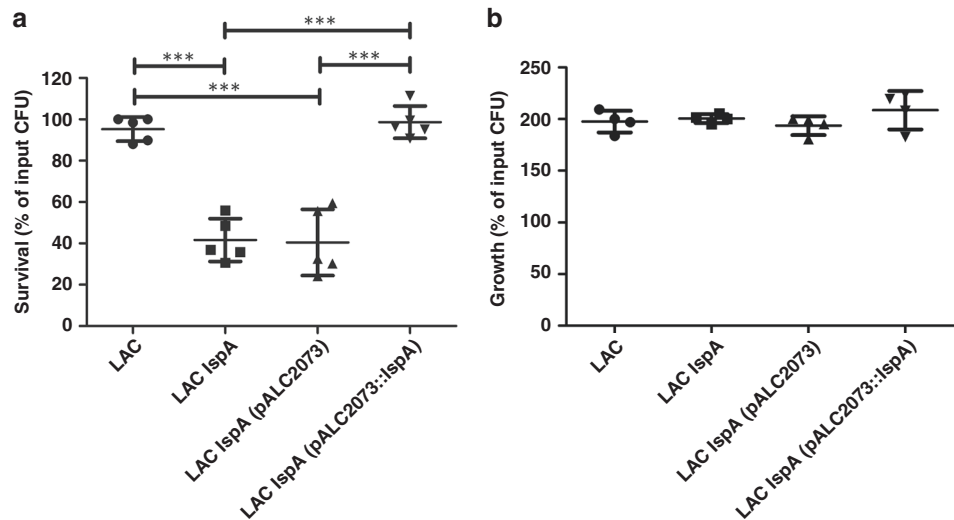 a
***
***
***
***
Survival (% of input CFU)
120
100
80
60
40
20
0
LAC
LAC lspA
LAC lspA (pALC2073)
LAC lspA (pALC2073::lspA)
b
Growth (% of input CFU)
250
200
150
100
50
0
LAC
LAC lspA
LAC lspA (pALC2073)
LAC lspA (pALC2073::lspA)